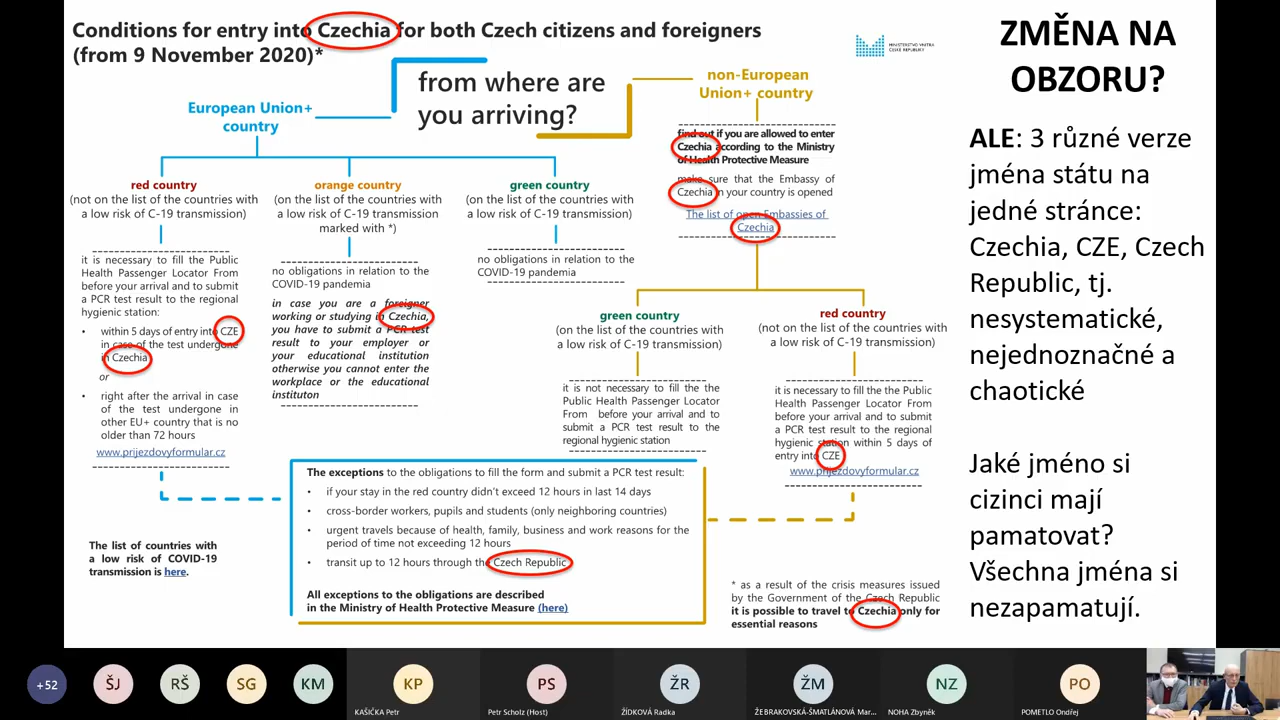 Conditions for entry into Czechia for both Czech citizens and foreigners
(from 9 November 2020)*
MINISTERSTVO VNITRA
ČESKÉ REPUBLIKY
from where are
you arriving?
European Union+
country
non-European
Union+ country
red country
(not on the list of the countries with
a low risk of C-19 transmission)
orange country
(on the list of the countries with
a low risk of C-19 transmission
marked with *)
green country
(on the list of the countries with
a low risk of C-19 transmission)
find out if you are allowed to enter
Czechia according to the Ministry
of Health Protective Measure
make sure that the Embassy of
Czechia in your country is opened
The list of open Embassies of
Czechia
it is necessary to fill the Public
Health Passenger Locator From
before your arrival and to submit
a PCR test result to the regional
hygienic station:
• within 5 days of entry into CZE
in case of the test undergone
in Czechia
or
• right after the arrival in case
of the test undergone in
other EU+ country that is no
older than 72 hours
www.prijezdovyformular.cz
no obligations in relation to the
COVID-19 pandemia
in case you are a foreigner
working or studying in Czechia,
you have to submit a PCR test
result to your employer or
your educational institution
otherwise you cannot enter the
workplace or the educational
instituton
no obligations in relation to the
COVID-19 pandemia
green country
(on the list of the countries with
a low risk of C-19 transmission)
red country
(not on the list of the countries with
a low risk of C-19 transmission)
it is not necessary to fill the the
Public Health Passenger Locator
From before your arrival and to
submit a PCR test result to the
regional hygienic station
it is necessary to fill the the Public
Health Passenger Locator From
before your arrival and to submit
a PCR test result to the regional
hygienic station within 5 days of
entry into CZE
www.prijezdovyformular.cz
The exceptions to the obligations to fill the form and submit a PCR test result:
• if your stay in the red country didn't exceed 12 hours in last 14 days
• cross-border workers, pupils and students (only neighboring countries)
• urgent travels because of health, family, business and work reasons for the
period of time not exceeding 12 hours
• transit up to 12 hours through the Czech Republic
All exceptions to the obligations are described
in the Ministry of Health Protective Measure (here)
The list of countries with
a low risk of COVID-19
transmission is here.
* as a result of the crisis measures issued
by the Government of the Czech Republic
it is possible to travel to Czechia only for
essential reasons
ZMĚNA NA
OBZORU?
ALE: 3 různé verze
jména státu na
jedné stránce:
Czechia, CZE, Czech
Republic, tj.
nesystematické,
nejednoznačné a
chaotické
Jaké jméno si
cizinci mají
pamatovat?
Všechna jména si
nezapamatují.
+52
ŠJ
RŠ
SG
KM
KP
PS
ŽR
ŽM
NZ
PO
KAŠIČKA Petr
Petr Scholz (Host)
ŽÍDKOVÁ Radka
ŽEBRAKOVSKÁ-ŠMATLÁNOVÁ Mar...
NOHA Zbyněk
POMETLO Ondřej